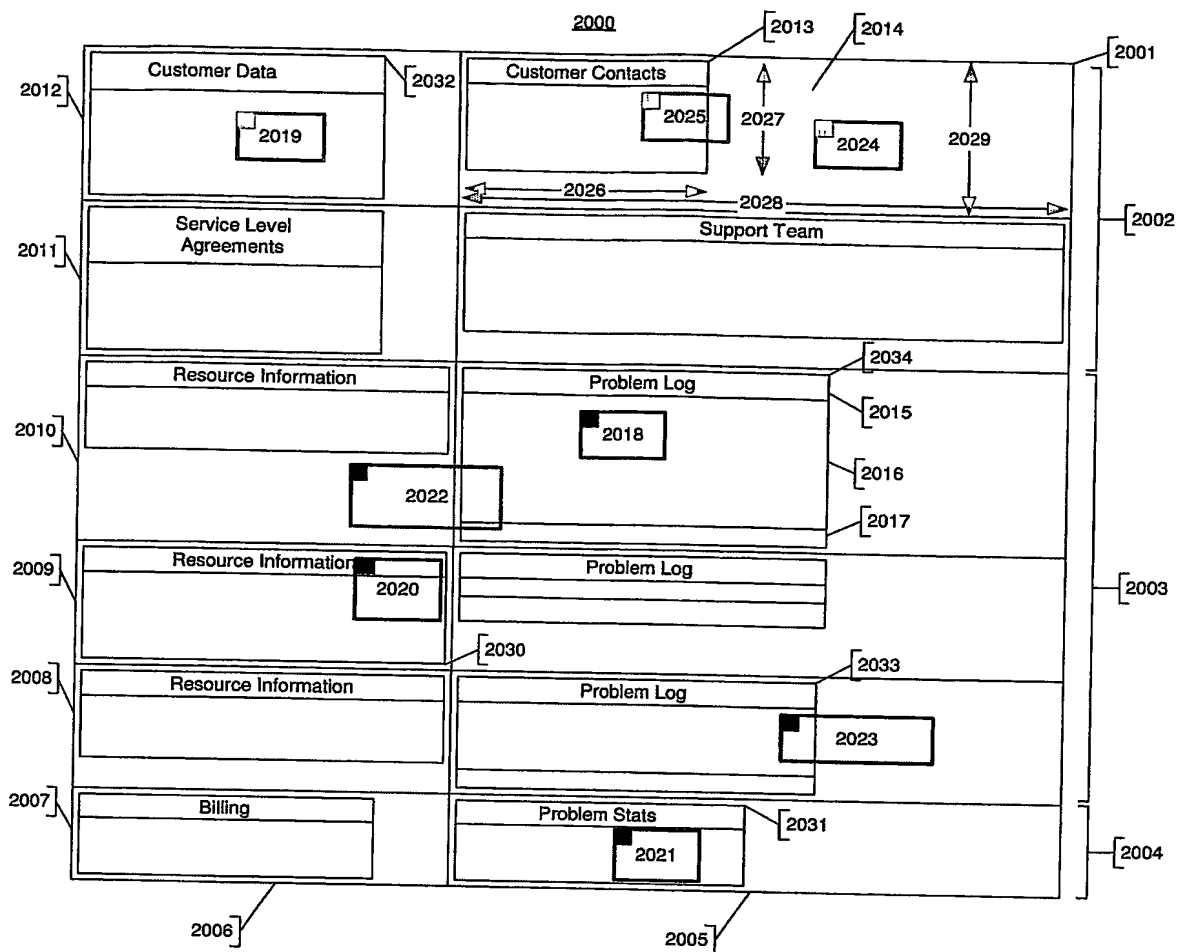 2000
2013
2014
2001
2012
Customer Data
2032
Customer Contacts
2019
2025
2027
2024
2029
2026
2028
2002
2011
Service Level
Agreements
Support Team
2034
Resource Information
Problem Log
2015
2010
2018
2016
2022
2017
2009
Resource Information
2020
Problem Log
2003
2030
2033
2008
Resource Information
Problem Log
2023
2007
Billing
Problem Stats
2031
2021
2004
2006
2005